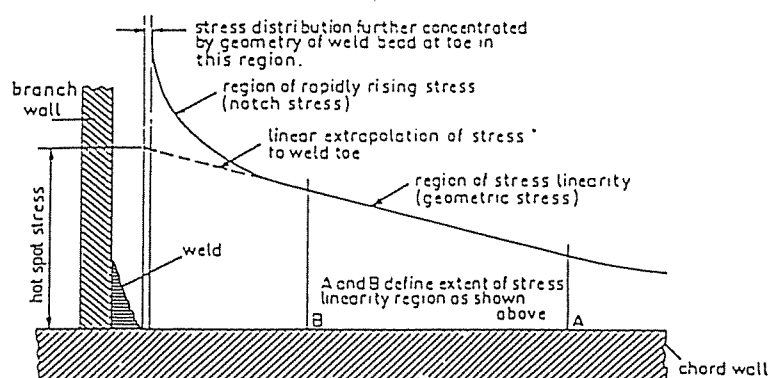 stress distribution further concentrated
by geometry of weld bead at toe in
this region.
region of rapidly rising stress
(notch stress)
branch
wall
linear extrapolation of stress
to weld toe
region of stress linearity
(geometric stress)
hot spot stress
weld
A and B define extent of stress
linearity region as shown
above
B
A
chord wall